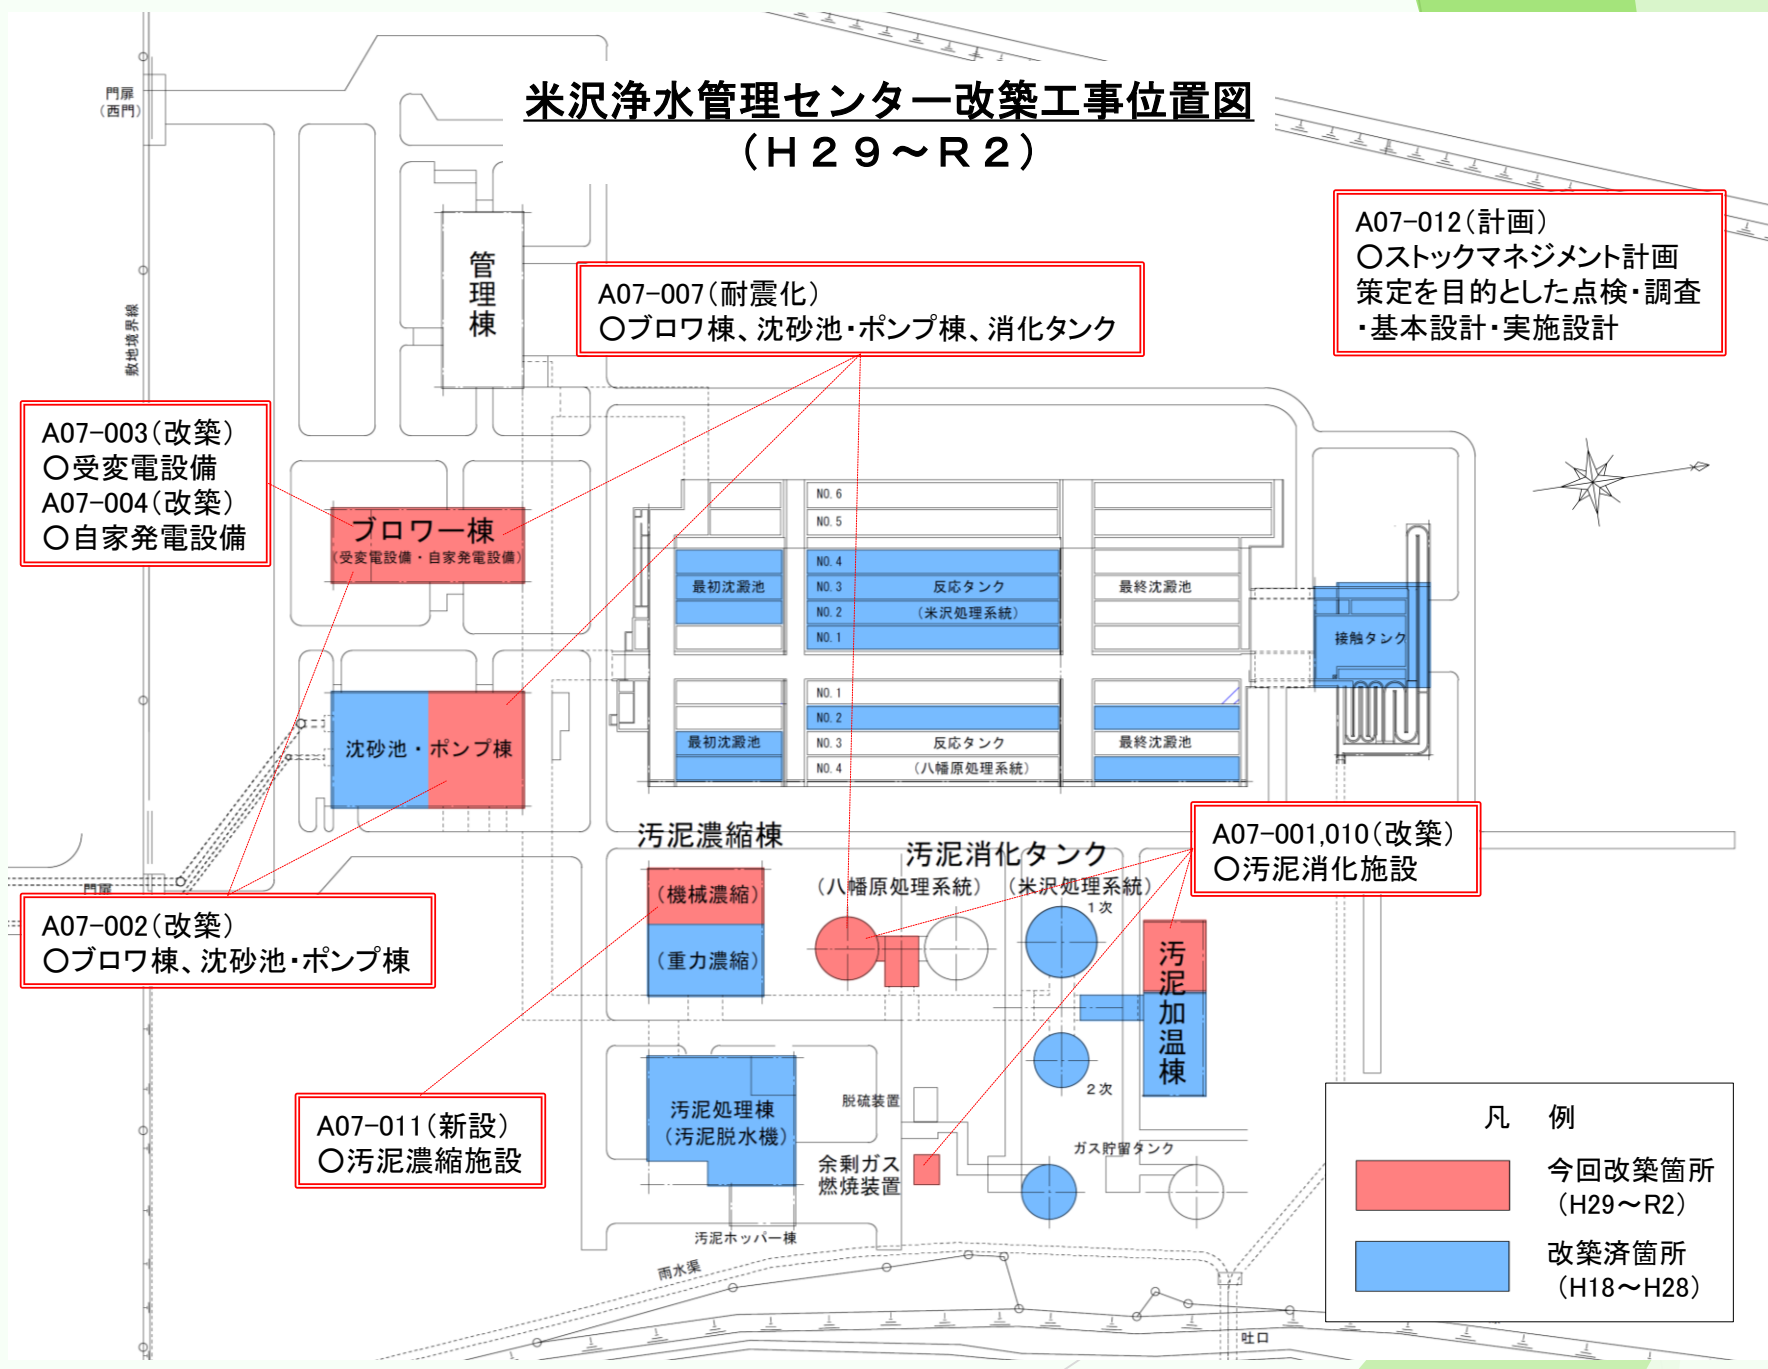 米沢浄水管理センター改築工事位置図
（Ｈ２９～Ｒ２）
門扉
（西門）
敷地境界線
管理棟
A07-012（計画）
○ストックマネジメント計画
策定を目的とした点検・調査
・基本設計・実施設計
A07-007（耐震化）
○ブロワ棟、沈砂池・ポンプ棟、消化タンク
A07-003（改築）
○受変電設備
A07-004（改築）
○自家発電設備
ブロワー棟
（受変電設備・自家発電設備）
NO. 6
NO. 5
NO. 4
NO. 3
NO. 2
NO. 1
最初沈澱池
反応タンク
（米沢処理系統）
最終沈澱池
接触タンク
NO. 1
NO. 2
NO. 3
NO. 4
最初沈澱池
反応タンク
（八幡原処理系統）
最終沈澱池
沈砂池・ポンプ棟
門扉
A07-002（改築）
○ブロワ棟、沈砂池・ポンプ棟
汚泥濃縮棟
（機械濃縮）
（重力濃縮）
汚泥消化タンク
（八幡原処理系統）
（米沢処理系統）
1次
2次
A07-001,010（改築）
○汚泥消化施設
汚泥加温棟
A07-011（新設）
○汚泥濃縮施設
汚泥処理棟
（汚泥脱水機）
脱硫装置
余剰ガス
燃焼装置
ガス貯留タンク
汚泥ホッパー棟
雨水渠
吐口
凡　例
今回改築箇所
（H29～R2）
改築済箇所
（H18～H28）